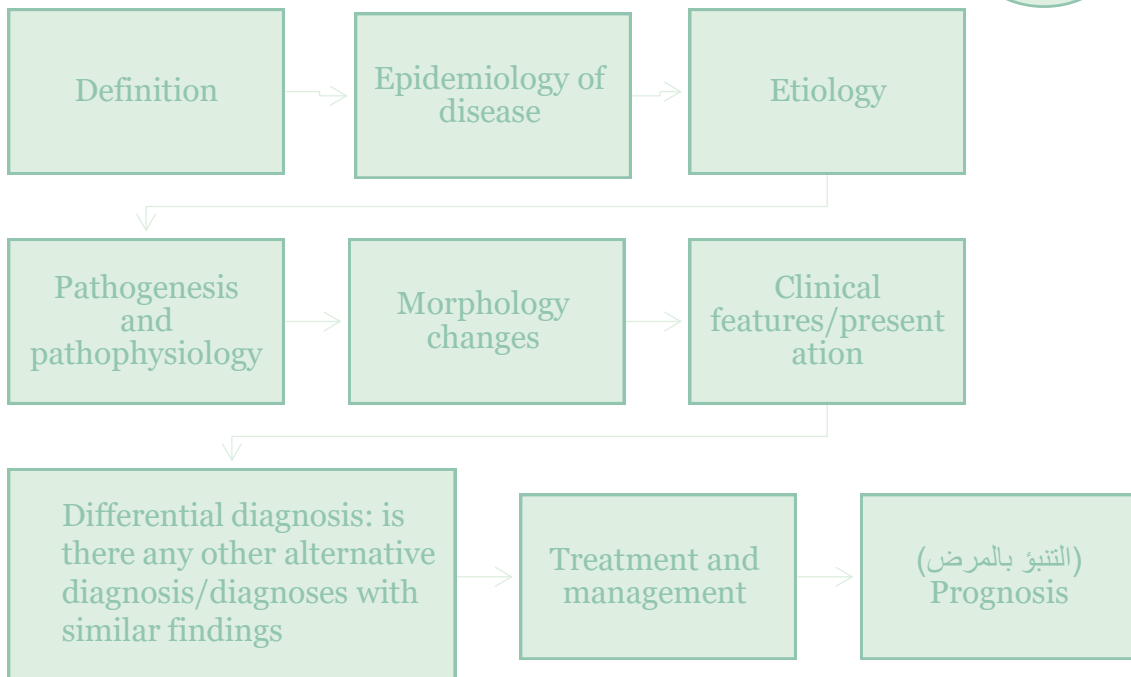 Definition
Epidemiology of
disease
Etiology
Pathogenesis
and
pathophysiology
Morphology
changes
Clinical
features/present
ation
Differential diagnosis: is
there any other alternative
diagnosis/diagnoses with
similar findings
Treatment and
management
(التنبؤ بالمرض)
Prognosis